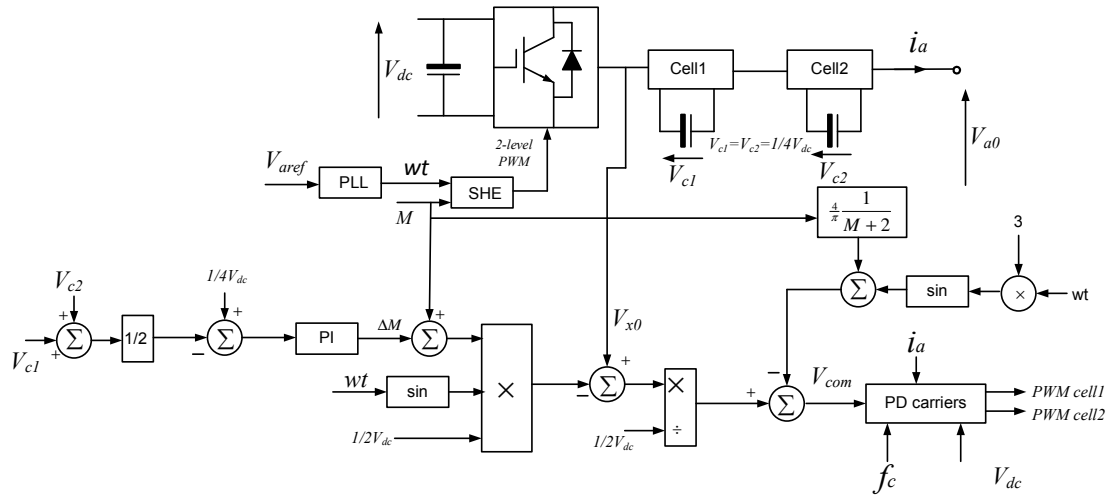 i_a
Cell1
Cell2
V_dc
2-level
PWM
V_c1=V_c2=1/4V_dc
V_c1
V_c2
V_a0
V_aref
PLL
wt
SHE
M
4/π 1/(M + 2)
3
V_c2
1/4V_dc
Σ
sin
×
wt
+
+
+
+
V_x0
Σ
1/2
−
Σ
PI
ΔM
Σ
V_c1
+
×
−
Σ
×
−
V_com
i_a
wt
sin
+
Σ
PD carriers
PWM cell1
PWM cell2
1/2V_dc
1/2V_dc
÷
f_c
V_dc